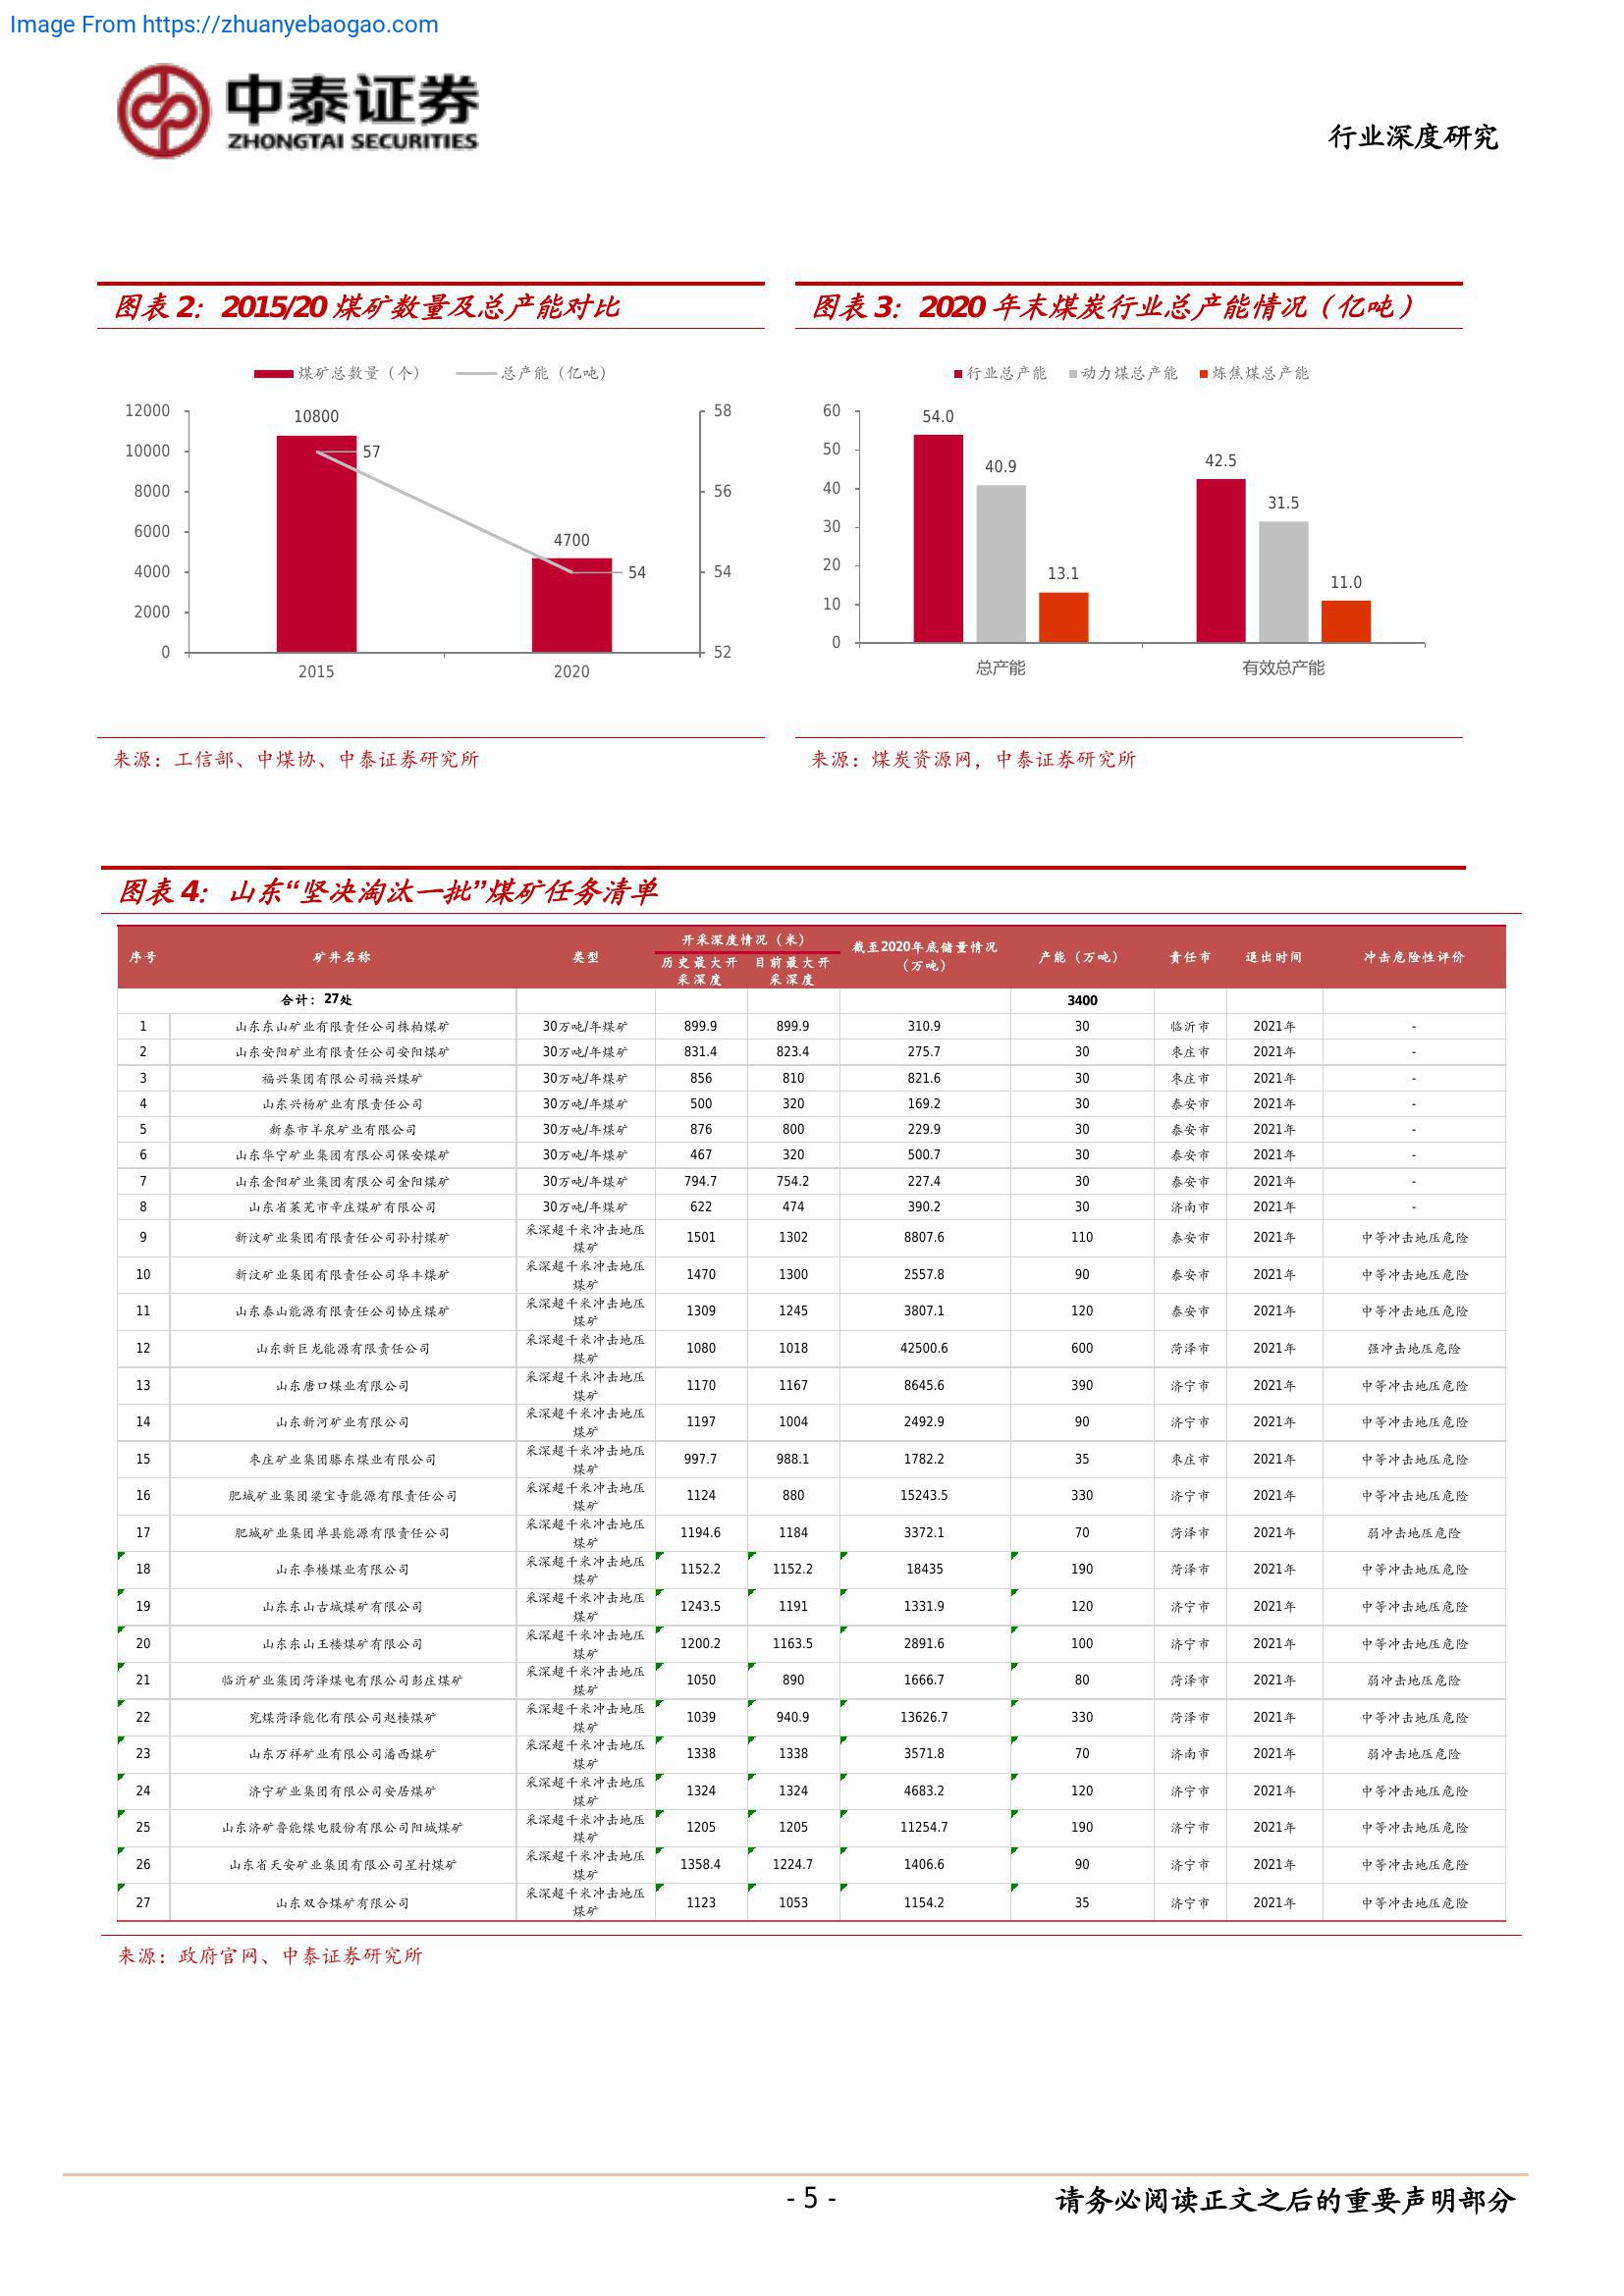 Image From https://zhuanyebaogao.com
中泰证券
ZHONGTAI SECURITIES
行业深度研究
图表 2：2015/20 煤矿数量及总产能对比
煤矿总数量（个） 总产能（亿吨）
12000
10000
8000
6000
4000
2000
0
10800
57
4700
54
58
56
54
52
2015 2020
来源：工信部、中煤协、中泰证券研究所
图表 3：2020 年末煤炭行业总产能情况（亿吨）
行业总产能 动力煤总产能 炼焦煤总产能
60
50
40
30
20
10
0
54.0
40.9
13.1
42.5
31.5
11.0
总产能 有效总产能
来源：煤炭资源网，中泰证券研究所
图表 4：山东“坚决淘汰一批”煤矿任务清单
序号 矿井名称 类型 开采深度情况（米） 历史最大开采深度 目前最大开采深度 截至2020年底储量情况（万吨） 产能（万吨） 责任市 退出时间 冲击危险性评价
合计：27处 3400
1 山东东山矿业有限责任公司株柏煤矿 30万吨/年煤矿 899.9 899.9 310.9 30 临沂市 2021年 -
2 山东安阳矿业有限责任公司安阳煤矿 30万吨/年煤矿 831.4 823.4 275.7 30 枣庄市 2021年 -
3 福兴集团有限公司福兴煤矿 30万吨/年煤矿 856 810 821.6 30 枣庄市 2021年 -
4 山东兴杨矿业有限责任公司 30万吨/年煤矿 500 320 169.2 30 泰安市 2021年 -
5 新泰市羊泉矿业有限公司 30万吨/年煤矿 876 800 229.9 30 泰安市 2021年 -
6 山东华宁矿业集团有限公司保安煤矿 30万吨/年煤矿 467 320 500.7 30 泰安市 2021年 -
7 山东金阳矿业集团有限公司金阳煤矿 30万吨/年煤矿 794.7 754.2 227.4 30 泰安市 2021年 -
8 山东省莱芜市辛庄煤矿有限公司 30万吨/年煤矿 622 474 390.2 30 济南市 2021年 -
9 新汶矿业集团有限责任公司孙村煤矿 采深超千米冲击地压煤矿 1501 1302 8807.6 110 泰安市 2021年 中等冲击地压危险
10 新汶矿业集团有限责任公司华丰煤矿 采深超千米冲击地压煤矿 1470 1300 2557.8 90 泰安市 2021年 中等冲击地压危险
11 山东泰山能源有限责任公司协庄煤矿 采深超千米冲击地压煤矿 1309 1245 3807.1 120 泰安市 2021年 中等冲击地压危险
12 山东新巨龙能源有限责任公司 采深超千米冲击地压煤矿 1080 1018 42500.6 600 菏泽市 2021年 强冲击地压危险
13 山东唐口煤业有限公司 采深超千米冲击地压煤矿 1170 1167 8645.6 390 济宁市 2021年 中等冲击地压危险
14 山东新河矿业有限公司 采深超千米冲击地压煤矿 1197 1004 2492.9 90 济宁市 2021年 中等冲击地压危险
15 枣庄矿业集团滕东煤业有限公司 采深超千米冲击地压煤矿 997.7 988.1 1782.2 35 枣庄市 2021年 中等冲击地压危险
16 肥城矿业集团梁宝寺能源有限责任公司 采深超千米冲击地压煤矿 1124 880 15243.5 330 济宁市 2021年 中等冲击地压危险
17 肥城矿业集团单县能源有限责任公司 采深超千米冲击地压煤矿 1194.6 1184 3372.1 70 菏泽市 2021年 弱冲击地压危险
18 山东李楼煤业有限公司 采深超千米冲击地压煤矿 1152.2 1152.2 18435 190 菏泽市 2021年 中等冲击地压危险
19 山东东山古城煤矿有限公司 采深超千米冲击地压煤矿 1243.5 1191 1331.9 120 济宁市 2021年 中等冲击地压危险
20 山东东山王楼煤矿有限公司 采深超千米冲击地压煤矿 1200.2 1163.5 2891.6 100 济宁市 2021年 中等冲击地压危险
21 临沂矿业集团菏泽煤电有限公司彭庄煤矿 采深超千米冲击地压煤矿 1050 890 1666.7 80 菏泽市 2021年 弱冲击地压危险
22 兖煤菏泽能化有限公司赵楼煤矿 采深超千米冲击地压煤矿 1039 940.9 13626.7 330 菏泽市 2021年 中等冲击地压危险
23 山东万祥矿业有限公司潘西煤矿 采深超千米冲击地压煤矿 1338 1338 3571.8 70 济南市 2021年 弱冲击地压危险
24 济宁矿业集团有限公司安居煤矿 采深超千米冲击地压煤矿 1324 1324 4683.2 120 济宁市 2021年 中等冲击地压危险
25 山东济矿鲁能煤电股份有限公司阳城煤矿 采深超千米冲击地压煤矿 1205 1205 11254.7 190 济宁市 2021年 中等冲击地压危险
26 山东省天安矿业集团有限公司星村煤矿 采深超千米冲击地压煤矿 1358.4 1224.7 1406.6 90 济宁市 2021年 中等冲击地压危险
27 山东双合煤矿有限公司 采深超千米冲击地压煤矿 1123 1053 1154.2 35 济宁市 2021年 中等冲击地压危险
来源：政府官网、中泰证券研究所
- 5 -
请务必阅读正文之后的重要声明部分